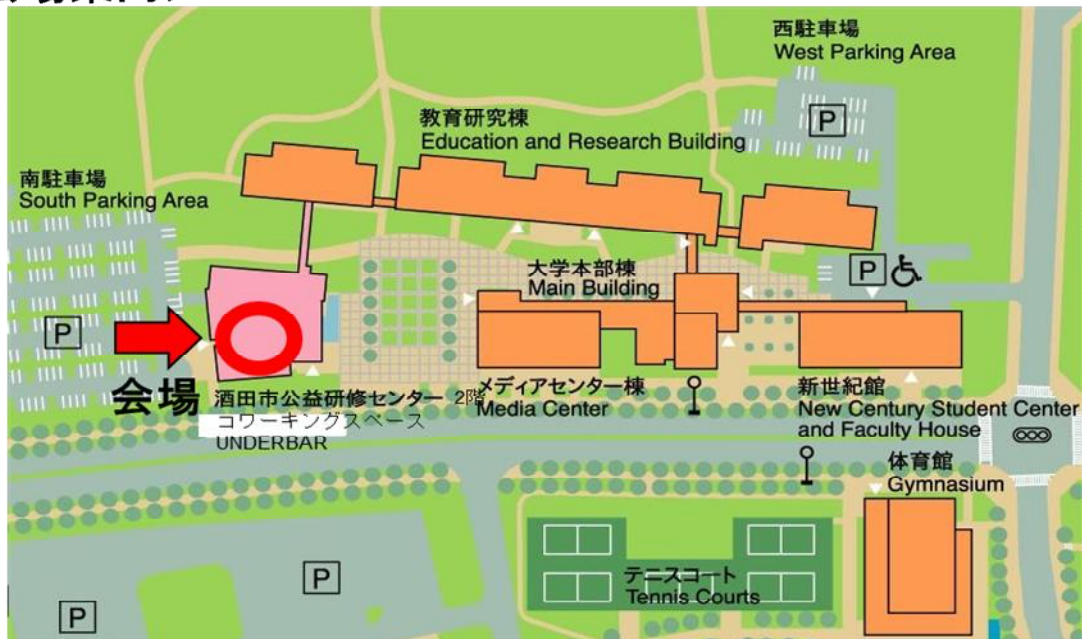 西駐車場
West Parking Area
P
教育研究棟
Education and Research Building
南駐車場
South Parking Area
大学本部棟
Main Building
P
P
会場
酒田市公益研修センター 2階
コワーキングスペース
UNDERBAR
メディアセンター棟
Media Center
新世紀館
New Century Student Center
and Faculty House
体育館
Gymnasium
テニスコート
Tennis Courts
P
P